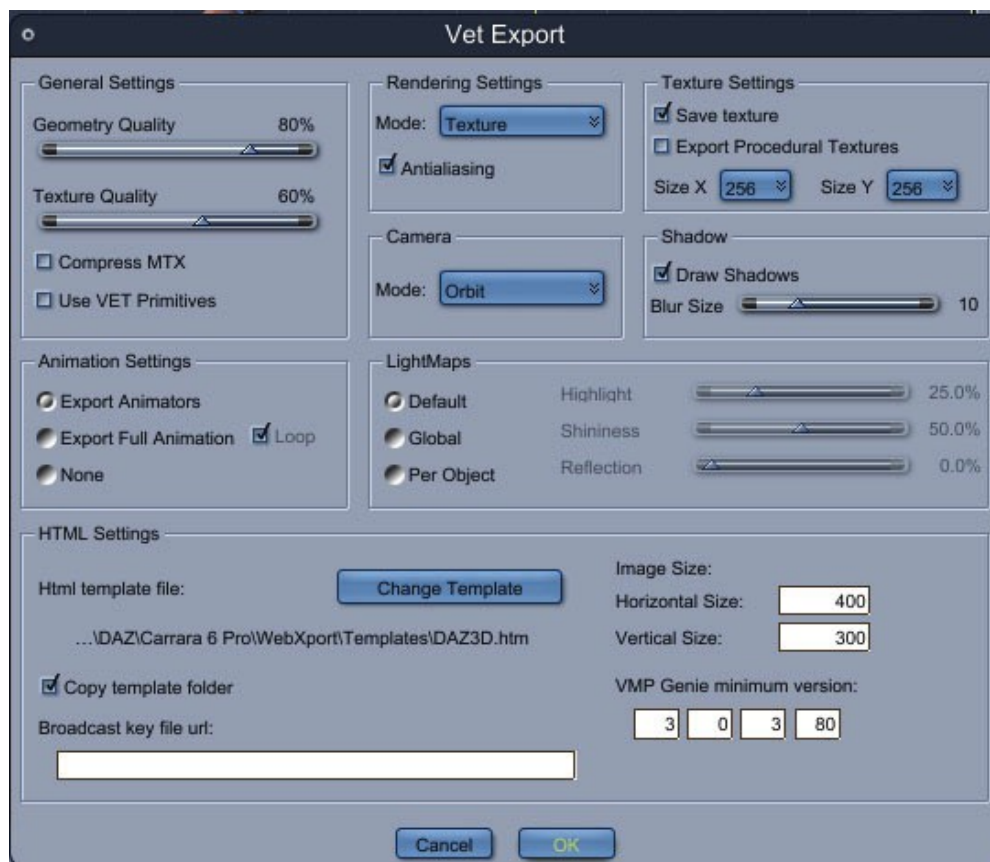 Vet Export
General Settings
Geometry Quality 80%
Texture Quality 60%
Compress MTX
Use VET Primitives
Rendering Settings
Mode: Texture
Antialiasing
Camera
Mode: Orbit
Texture Settings
Save texture
Export Procedural Textures
Size X 256 Size Y 256
Shadow
Draw Shadows
Blur Size 10
Animation Settings
Export Animators
Export Full Animation Loop
None
LightMaps
Default
Global
Per Object
Highlight 25.0%
Shininess 50.0%
Reflection 0.0%
HTML Settings
Html template file: Change Template
...\DAZ\Carrara 6 Pro\WebXport\Templates\DAZ3D.htm
Copy template folder
Broadcast key file url:
Image Size:
Horizontal Size: 400
Vertical Size: 300
VMP Genie minimum version:
3 0 3 80
Cancel OK